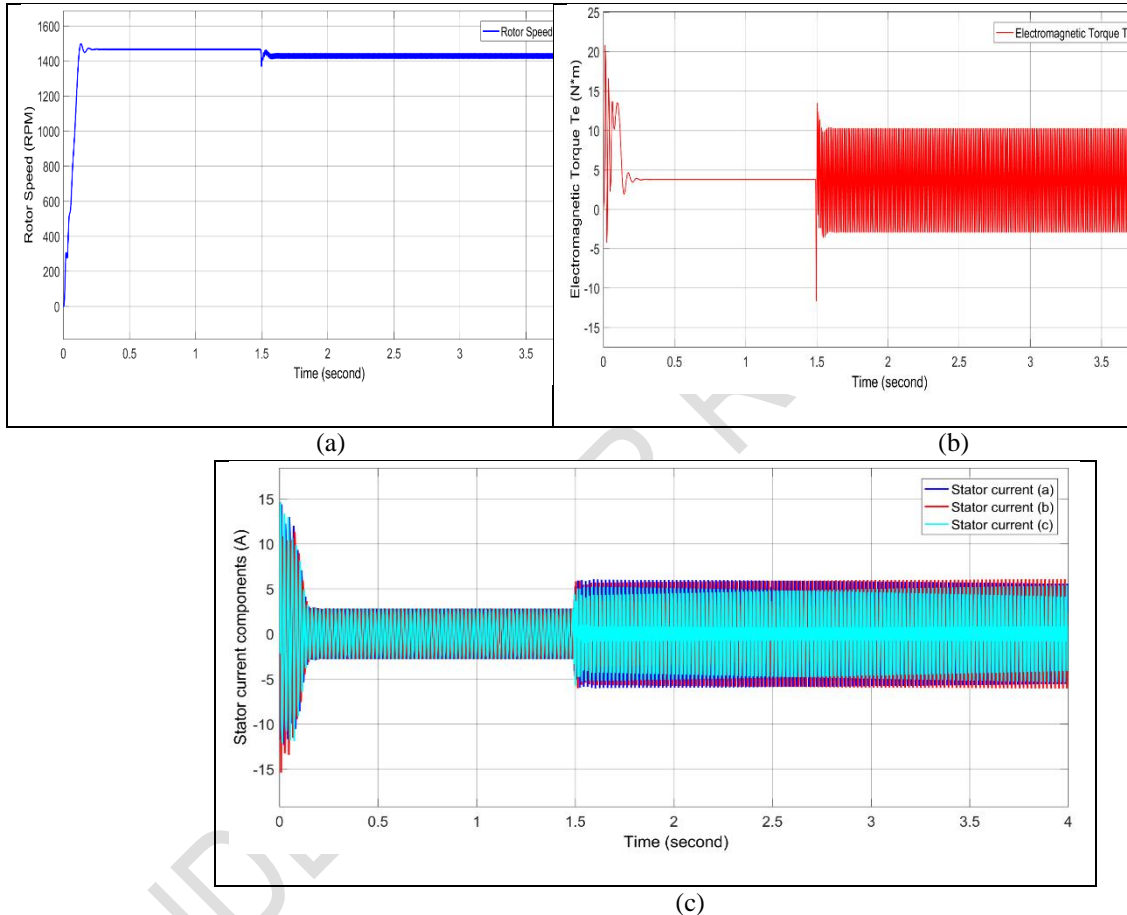 1600
1400
1200
1000
800
600
400
200
0
Rotor Speed (RPM)
Rotor Speed
0 0.5 1 1.5 2 2.5 3 3.5
Time (second)
(a)
25
20
15
10
5
0
-5
-10
-15
Electromagnetic Torque Te (N*m)
Electromagnetic Torque T
0 0.5 1 1.5 2 2.5 3 3.5
Time (second)
(b)
15
10
5
0
-5
-10
-15
Stator current components (A)
Stator current (a)
Stator current (b)
Stator current (c)
0 0.5 1 1.5 2 2.5 3 3.5 4
Time (second)
(c)